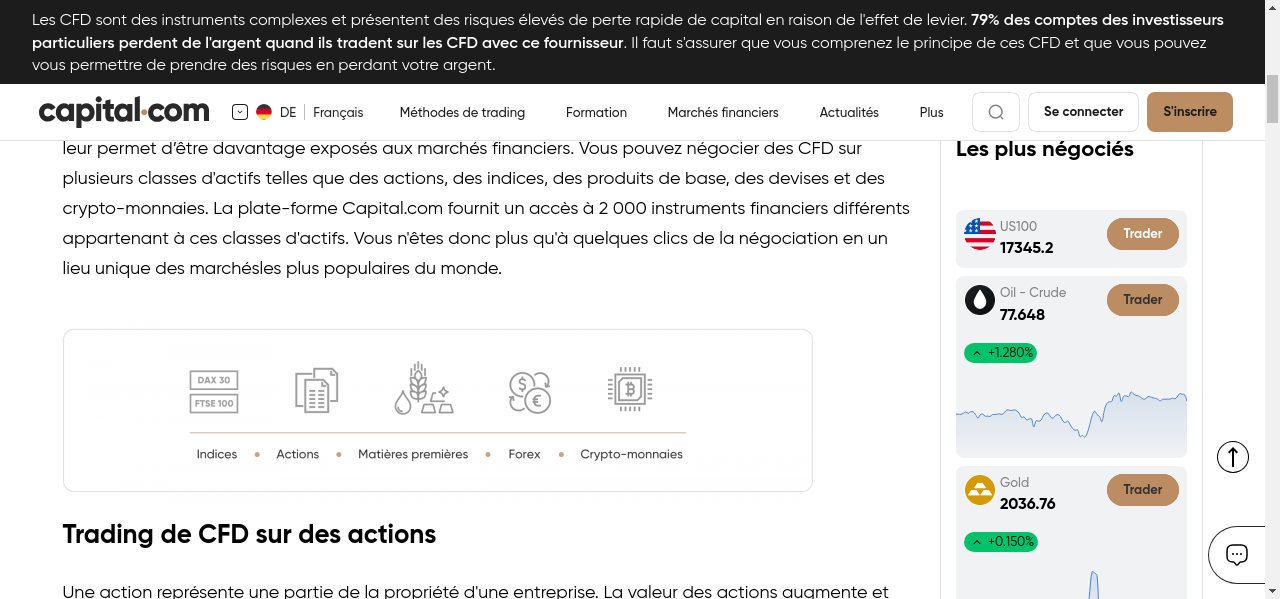 Les CFD sont des instruments complexes et présentent des risques élevés de perte rapide de capital en raison de l'effet de levier. 79% des comptes des investisseurs
particuliers perdent de l'argent quand ils tradent sur les CFD avec ce fournisseur. Il faut s'assurer que vous comprenez le principe de ces CFD et que vous pouvez
vous permettre de prendre des risques en perdant votre argent.
capital.com
DE Français
Méthodes de trading
Formation
Marchés financiers
Actualités
Plus
Se connecter
S'inscrire
leur permet d’être davantage exposés aux marchés financiers. Vous pouvez négocier des CFD sur
plusieurs classes d'actifs telles que des actions, des indices, des produits de base, des devises et des
crypto-monnaies. La plate-forme Capital.com fournit un accès à 2 000 instruments financiers différents
appartenant à ces classes d'actifs. Vous n'êtes donc plus qu'à quelques clics de la négociation en un
lieu unique des marchésles plus populaires du monde.
DAX 30
FTSE 100
Indices • Actions • Matières premières • Forex • Crypto-monnaies
Trading de CFD sur des actions
Une action représente une partie de la propriété d'une entreprise. La valeur des actions augmente et
Les plus négociés
US100
17345.2
Trader
Oil - Crude
77.648
Trader
+1.280%
Gold
2036.76
Trader
+0.150%